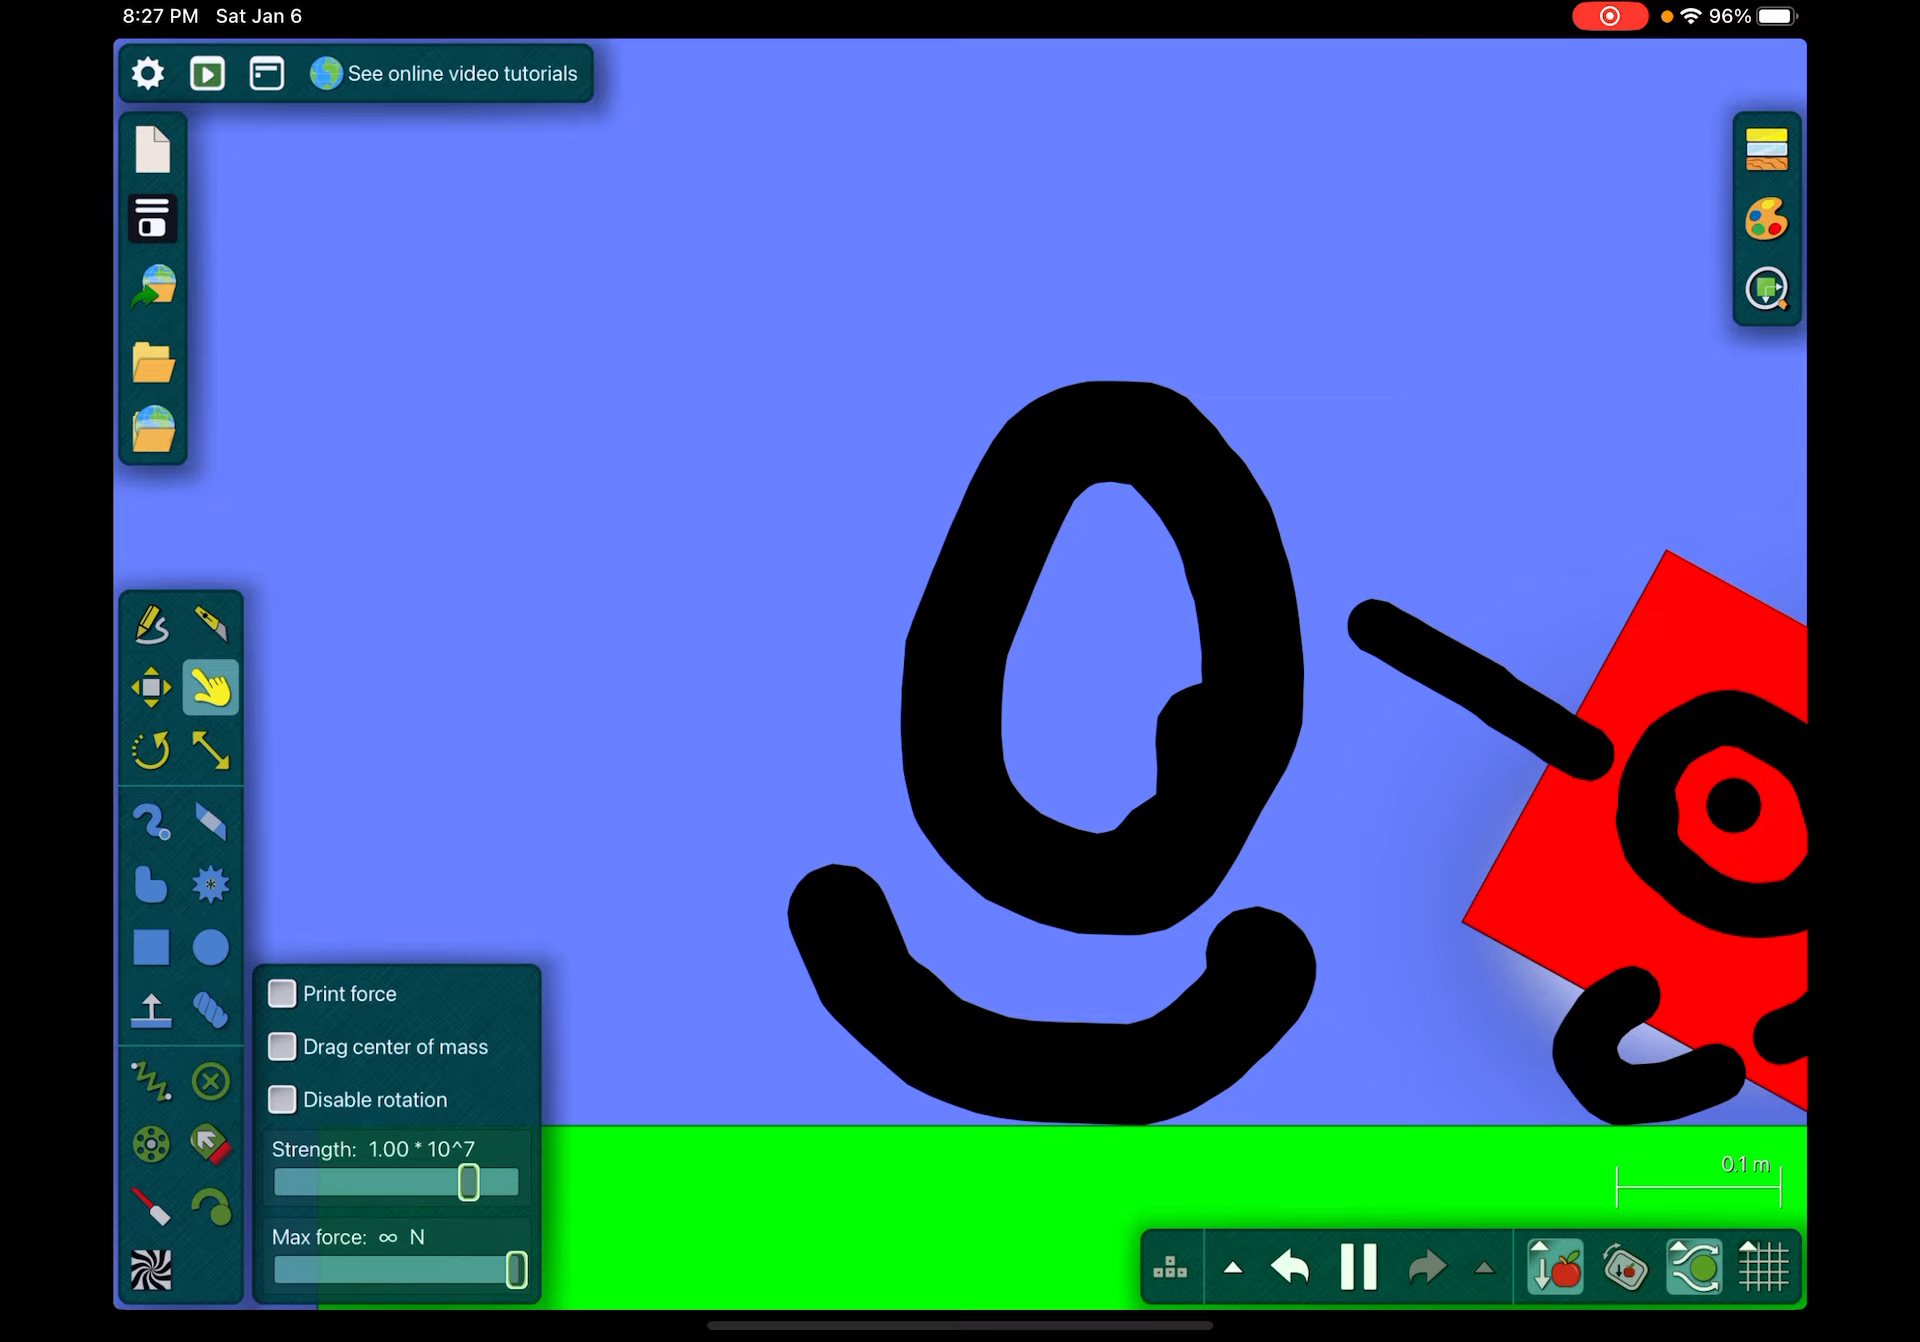 8:27 PM Sat Jan 6
96%
See online video tutorials
Print force
Drag center of mass
Disable rotation
Strength: 1.00 * 10^7
Max force: ∞ N
0.1 m